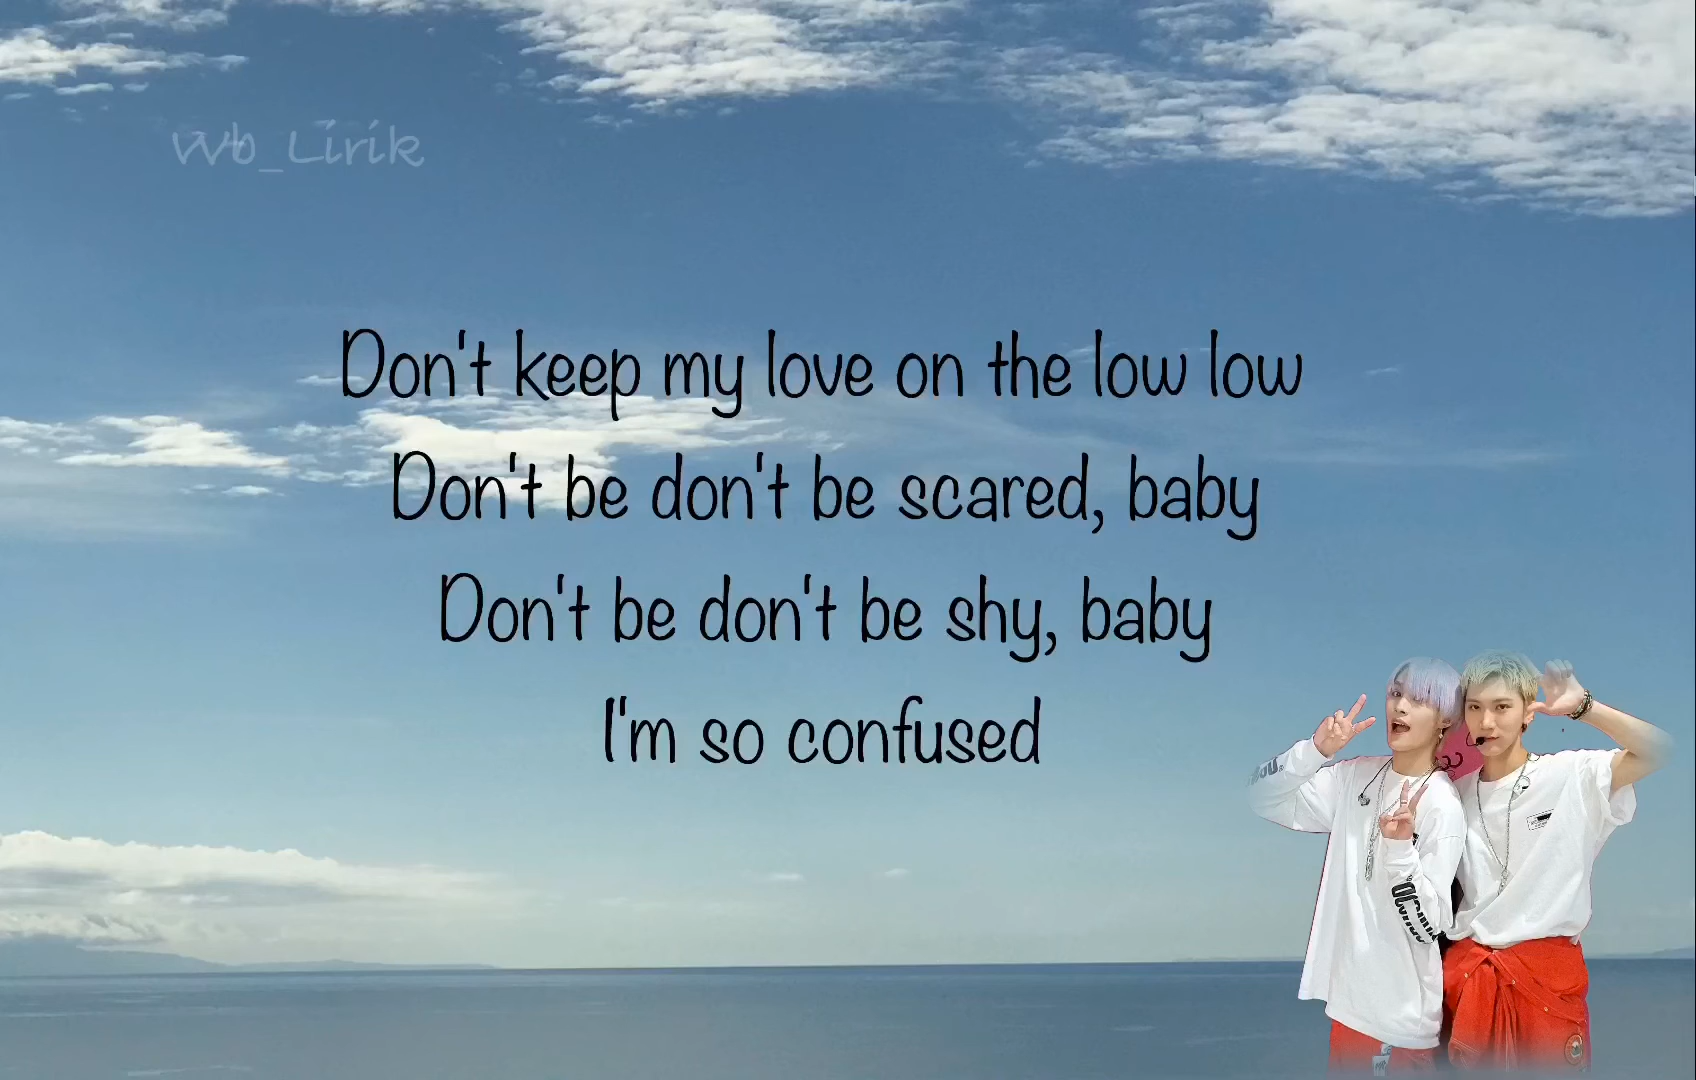 Wb_Lirik
Don't keep my love on the low low
Don't be don't be scared, baby
Don't be don't be shy, baby
I'm so confused